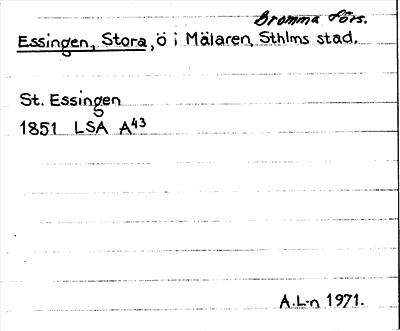 Bromma förs.
Essingen, Stora, ö i Mälaren, Sthlms stad.
St. Essingen
1851 LSA A43
A.L-n 1971.